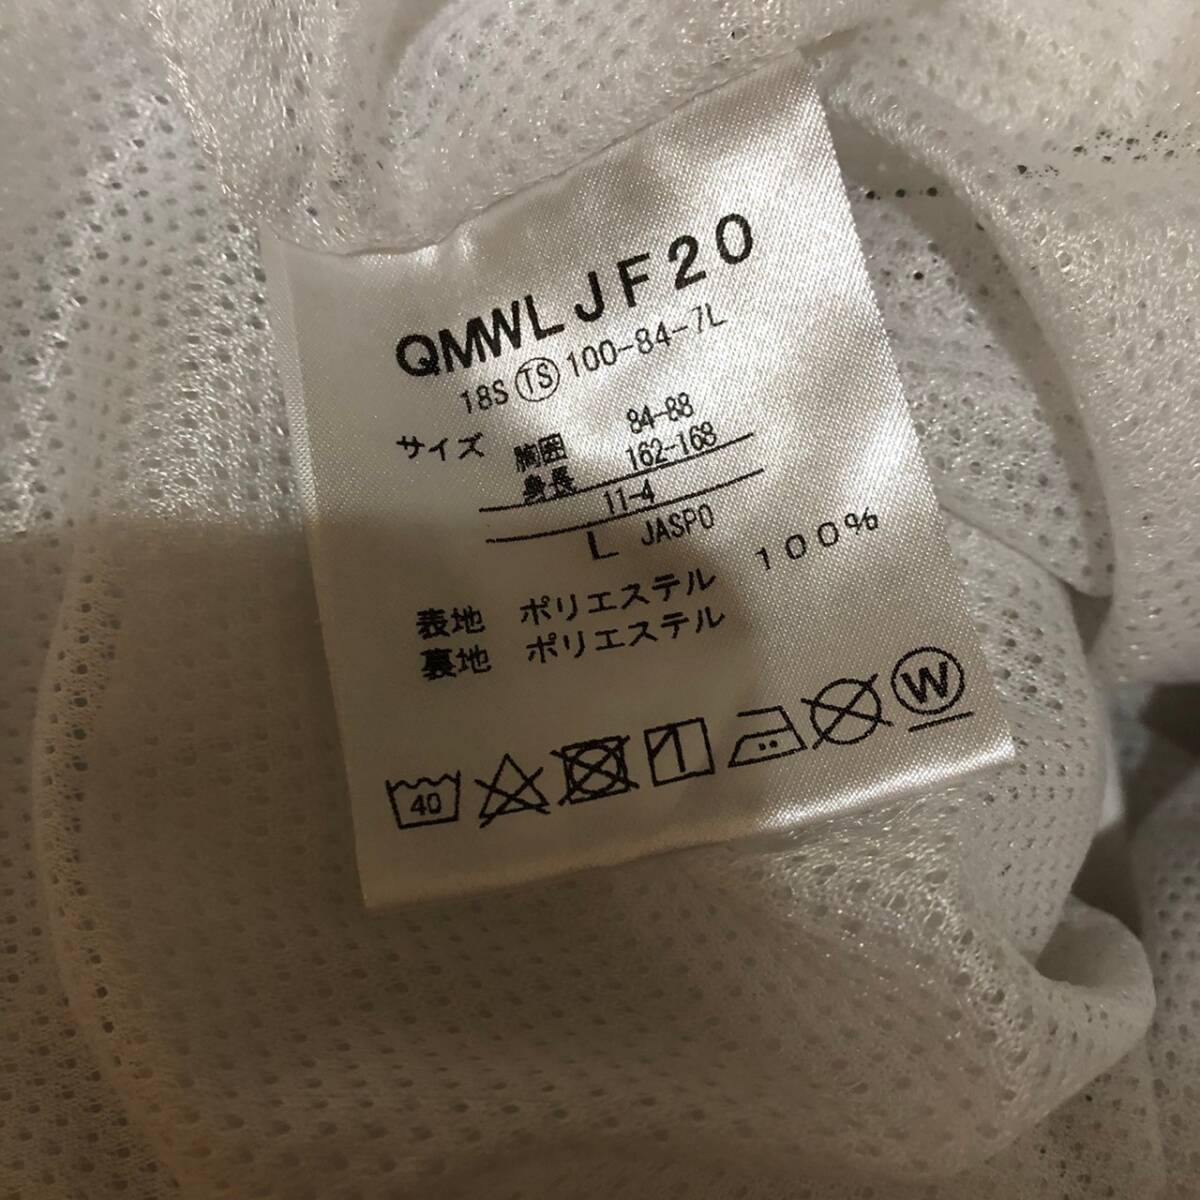 QMWLJF20
18S TS 100-84-7L
サイズ 胸囲 84-88
身長 162-168
11-4
L JASPO
表地 ポリエステル 100%
裏地 ポリエステル
40
W